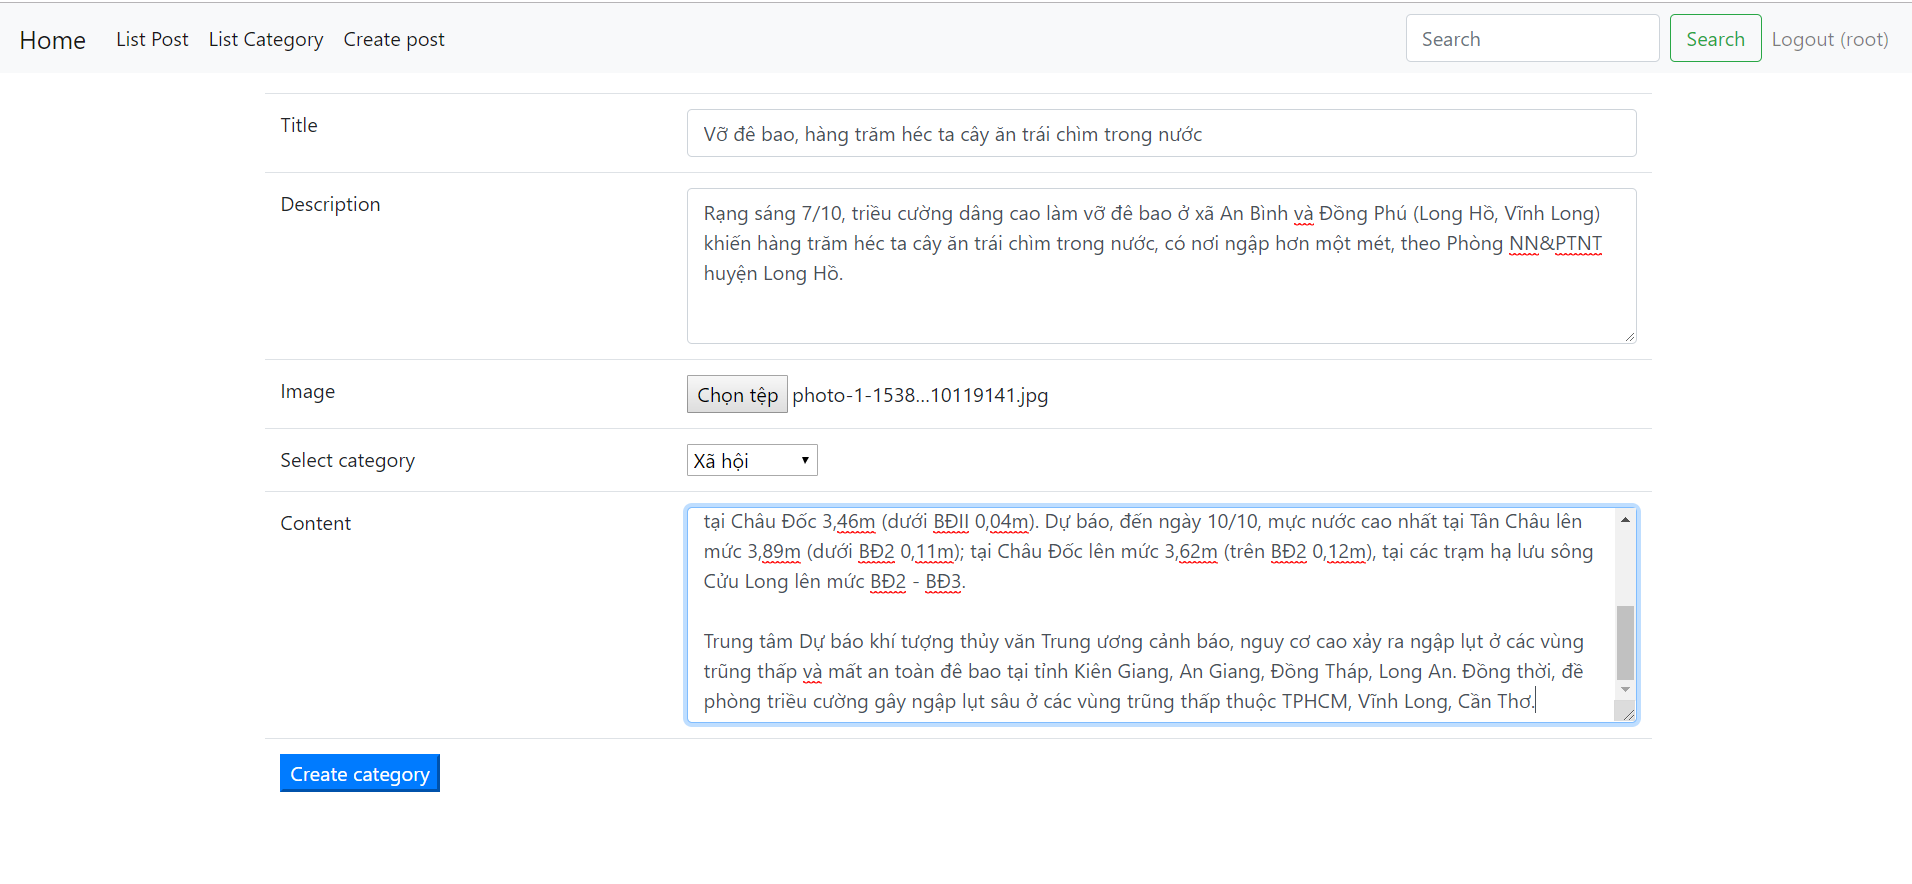 Home List Post List Category Create post Search Search Logout (root)
Title
Vỡ đê bao, hàng trăm héc ta cây ăn trái chìm trong nước
Description
Rạng sáng 7/10, triều cường dâng cao làm vỡ đê bao ở xã An Bình và Đồng Phú (Long Hồ, Vĩnh Long)
khiến hàng trăm héc ta cây ăn trái chìm trong nước, có nơi ngập hơn một mét, theo Phòng NN&PTNT
huyện Long Hồ.
Image
Chọn tệp photo-1-1538...10119141.jpg
Select category
Xã hội
Content
tại Châu Đốc 3,46m (dưới BĐII 0,04m). Dự báo, đến ngày 10/10, mực nước cao nhất tại Tân Châu lên
mức 3,89m (dưới BĐ2 0,11m); tại Châu Đốc lên mức 3,62m (trên BĐ2 0,12m), tại các trạm hạ lưu sông
Cửu Long lên mức BĐ2 - BĐ3.
Trung tâm Dự báo khí tượng thủy văn Trung ương cảnh báo, nguy cơ cao xảy ra ngập lụt ở các vùng
trũng thấp và mất an toàn đê bao tại tỉnh Kiên Giang, An Giang, Đồng Tháp, Long An. Đồng thời, đề
phòng triều cường gây ngập lụt sâu ở các vùng trũng thấp thuộc TPHCM, Vĩnh Long, Cần Thơ.
Create category